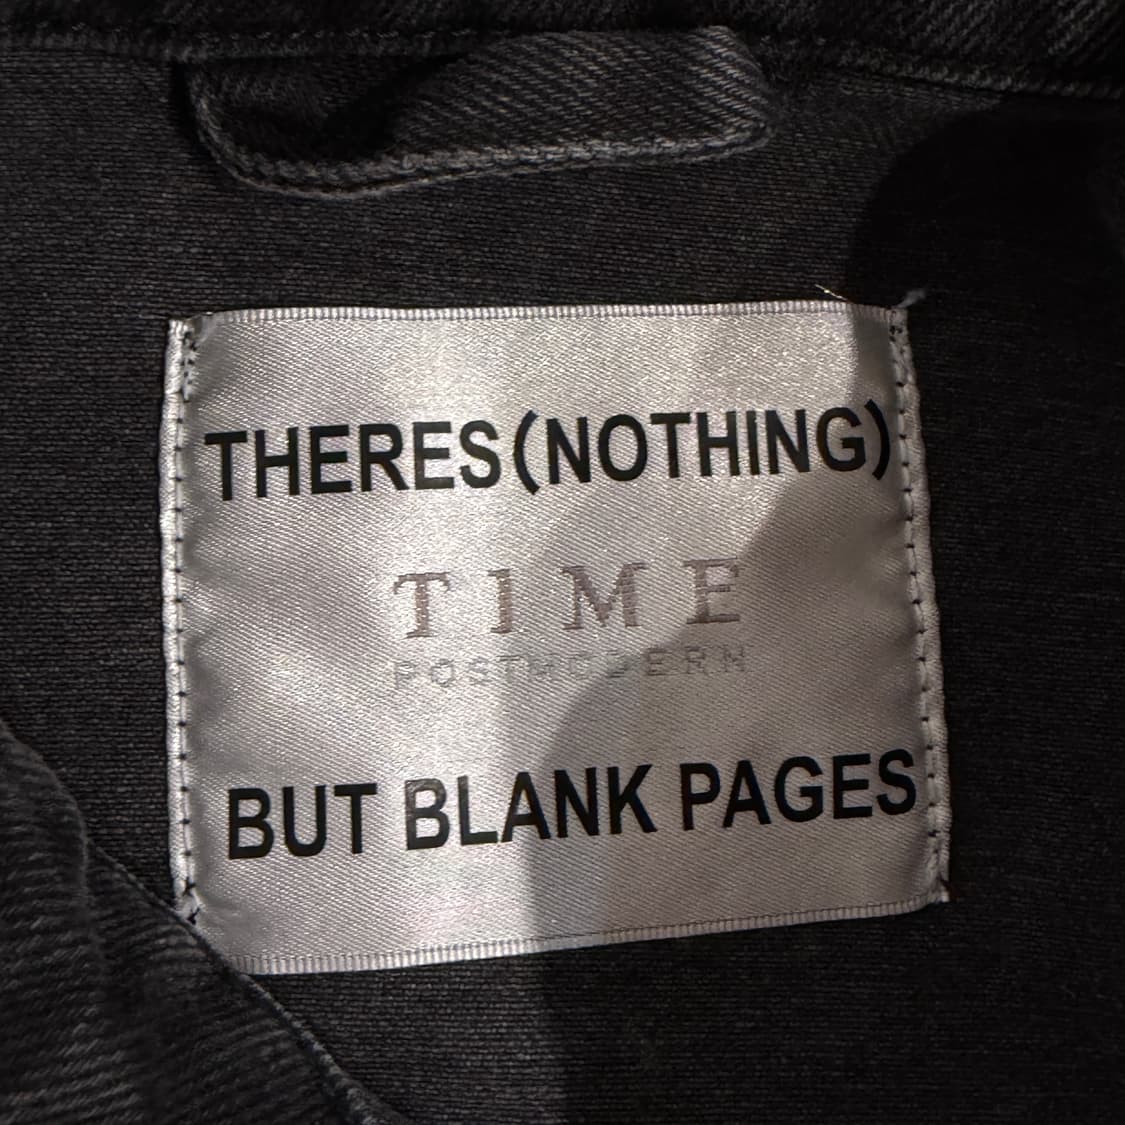 THERES(NOTHING)
TIME
POSTMODERN
BUT BLANK PAGES